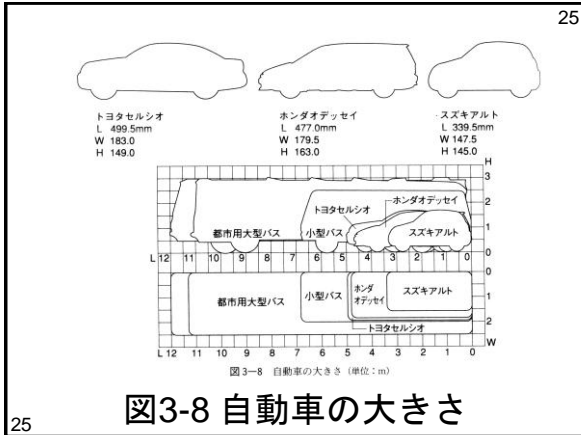 25
トヨタセルシオ
L 499.5mm
W 183.0
H 149.0
ホンダオデッセイ
L 477.0mm
W 179.5
H 163.0
スズキアルト
L 339.5mm
W 147.5
H 145.0
H
3
2
1
0
トヨタセルシオ
ホンダオデッセイ
都市用大型バス
小型バス
スズキアルト
L 12 11 10 9 8 7 6 5 4 3 2 1 0
0
1
2
W
都市用大型バス
小型バス
ホンダ
オデッセイ
スズキアルト
トヨタセルシオ
L 12 11 10 9 8 7 6 5 4 3 2 1 0
図3-8 自動車の大きさ (単位:m)
図3-8 自動車の大きさ
25